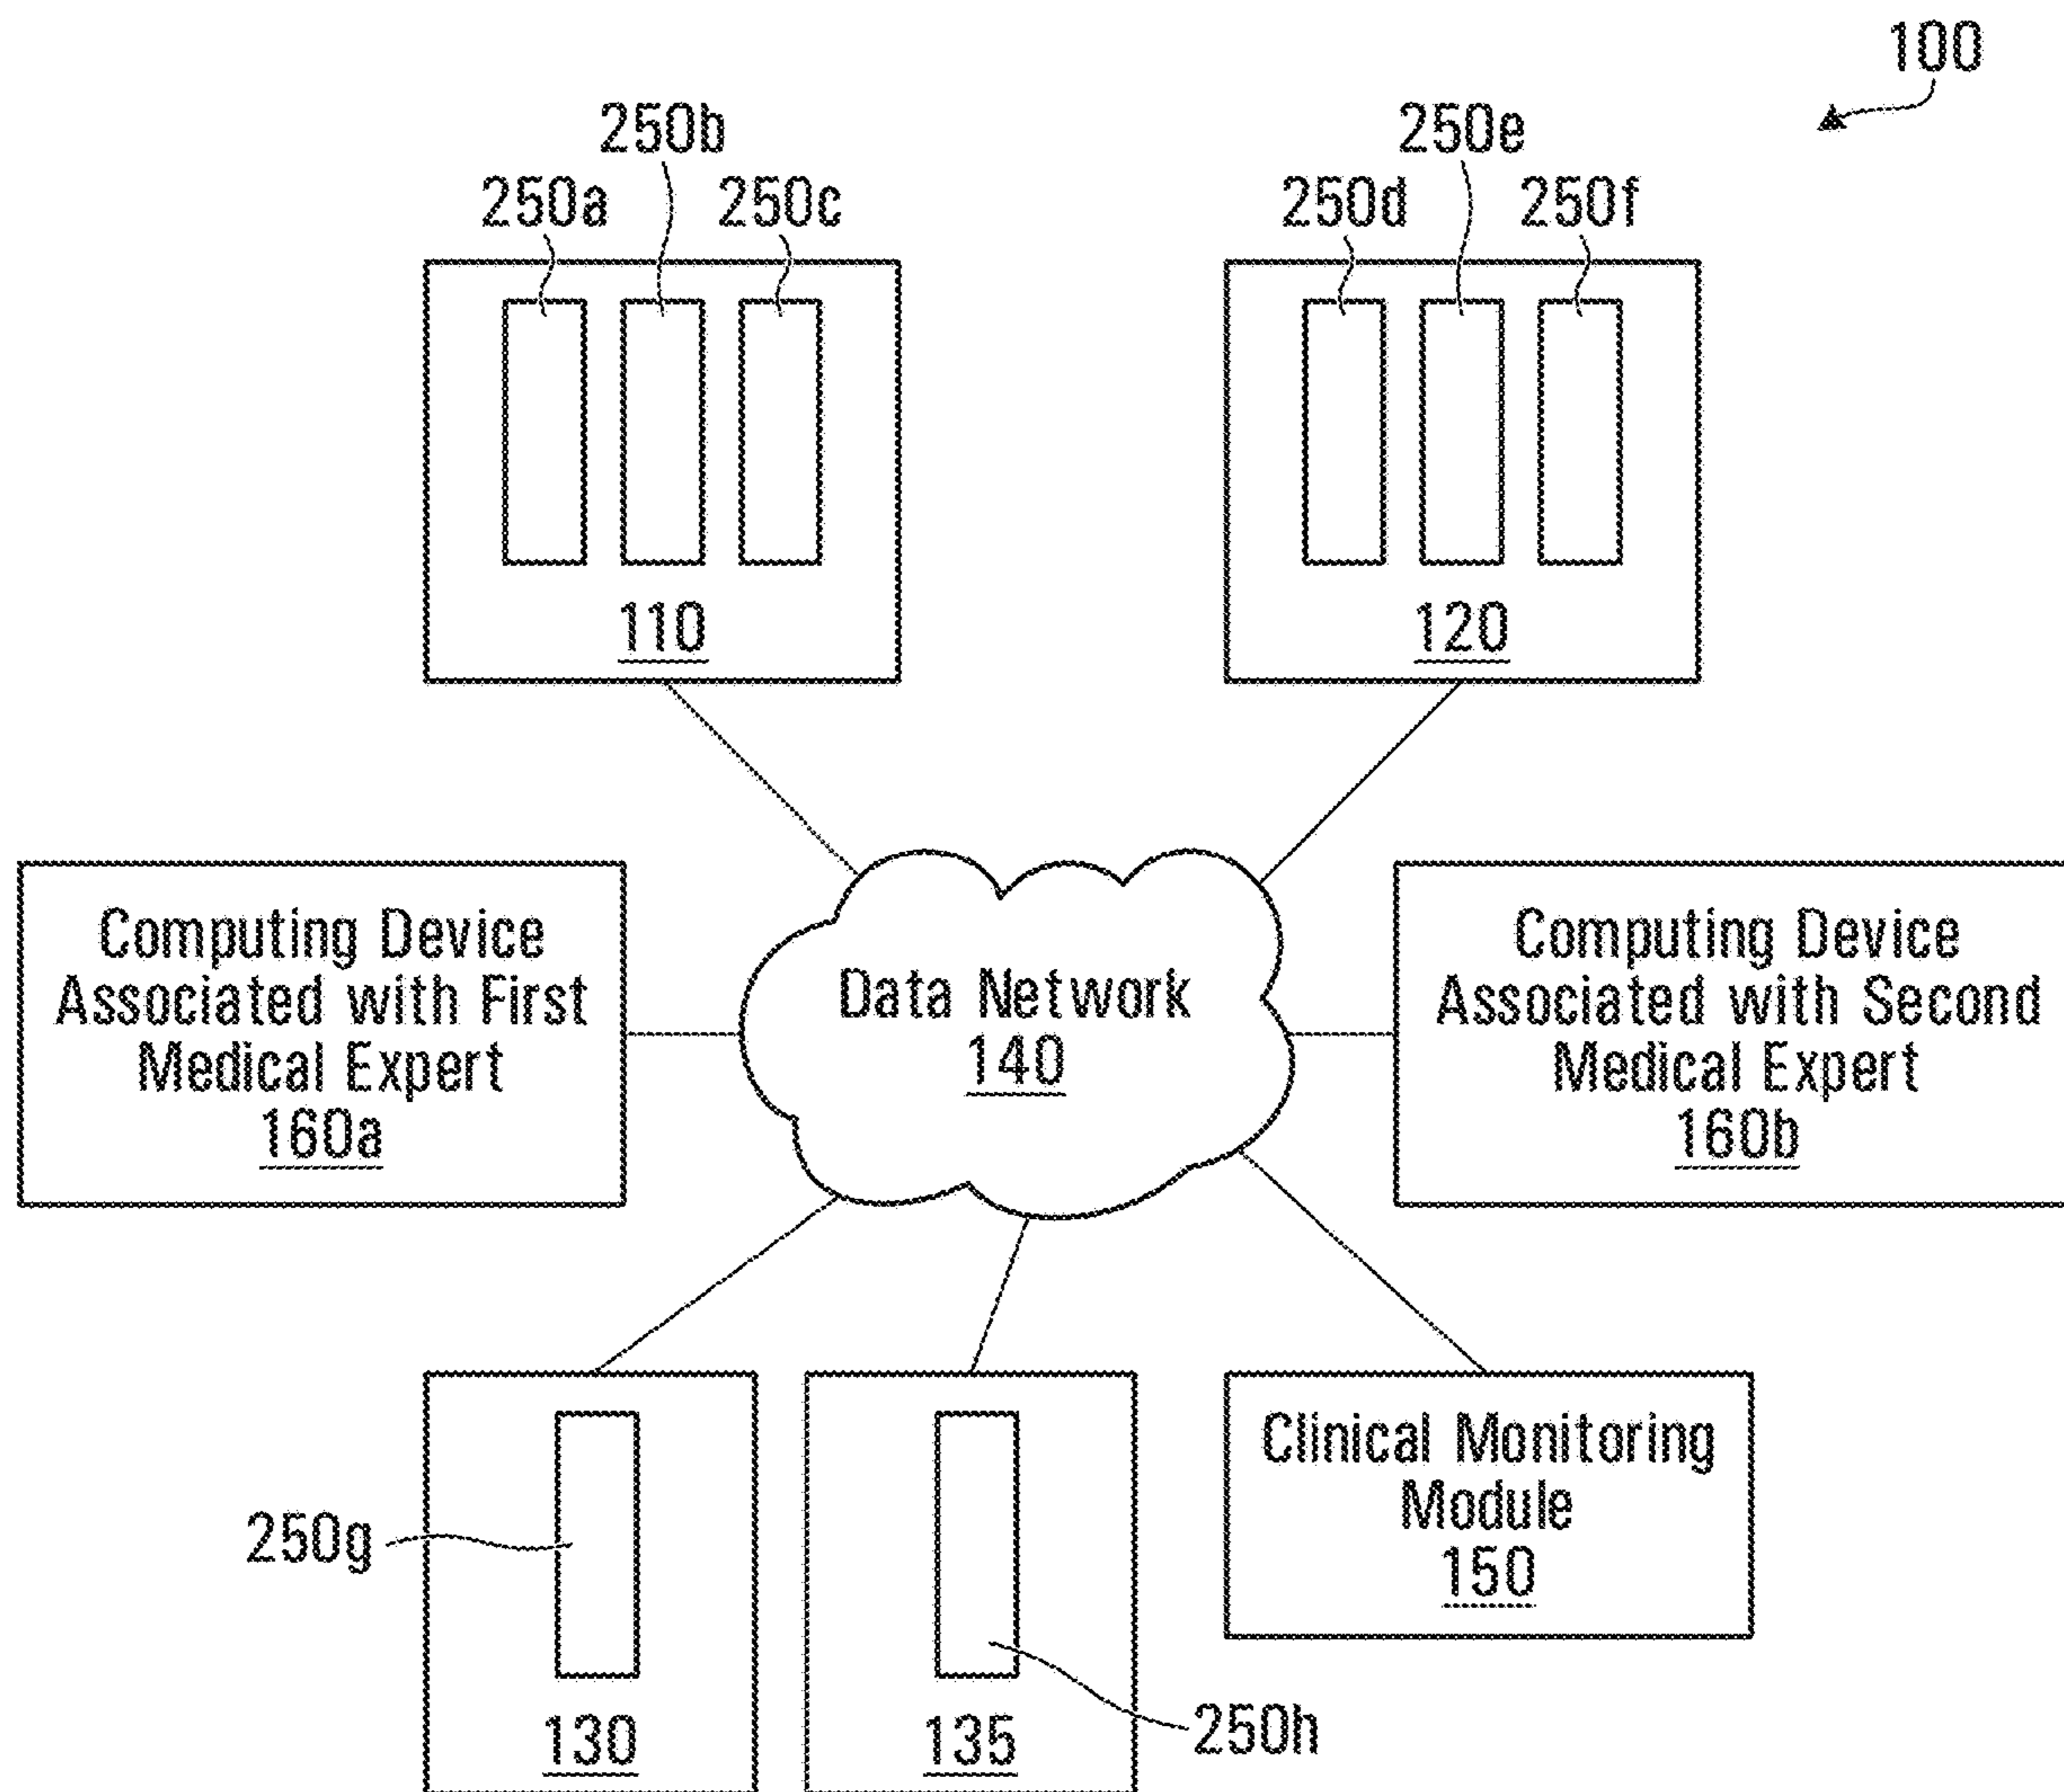 100
250b
250e
250a
250c
250d
250f
110
120
Computing Device
Associated with First
Medical Expert
160a
Data Network
140
Computing Device
Associated with Second
Medical Expert
160b
250g
130
135
250h
Clinical Monitoring
Module
150